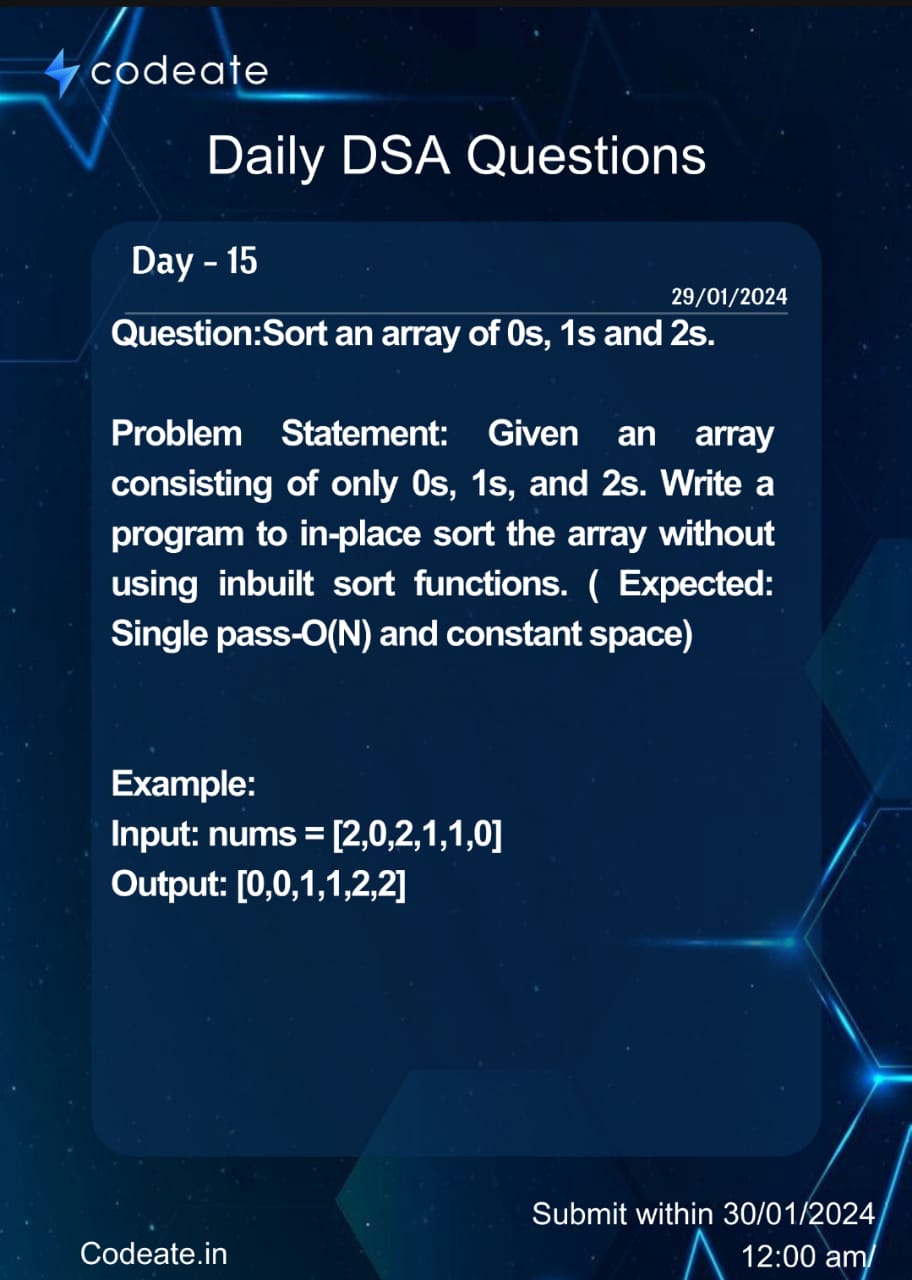 codeate
Daily DSA Questions
Day - 15
29/01/2024
Question:Sort an array of 0s, 1s and 2s.
Problem Statement: Given an array
consisting of only 0s, 1s, and 2s. Write a
program to in-place sort the array without
using inbuilt sort functions. ( Expected:
Single pass-O(N) and constant space)
Example:
Input: nums = [2,0,2,1,1,0]
Output: [0,0,1,1,2,2]
Submit within 30/01/2024
12:00 am/
Codeate.in